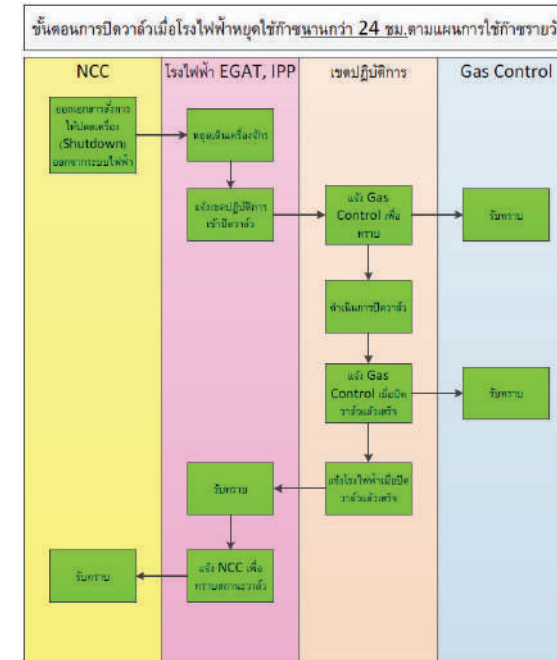 ขั้นตอนการปิดวาล์วเมื่อโรงไฟฟ้าหยุดใช้ก๊าซนานกว่า 24 ชม.ตามแผนการใช้ก๊าซรายวั
NCC
โรงไฟฟ้า EGAT, IPP
เขตปฏิบัติการ
Gas Control
ออกเอกสารสั่งการ
ให้ปลดเครื่อง
(Shutdown)
ออกจากระบบไฟฟ้า
หยุดเดินเครื่องจักร
แจ้งเขตปฏิบัติการ
เข้าปิดวาล์ว
แจ้ง Gas
Control เพื่อ
ทราบ
รับทราบ
ดำเนินการปิดวาล์ว
แจ้ง Gas
Control เมื่อปิด
วาล์วแล้วเสร็จ
รับทราบ
แจ้งโรงไฟฟ้าเมื่อปิด
วาล์วแล้วเสร็จ
รับทราบ
แจ้ง NCC เพื่อ
ทราบสถานะวาล์ว
รับทราบ